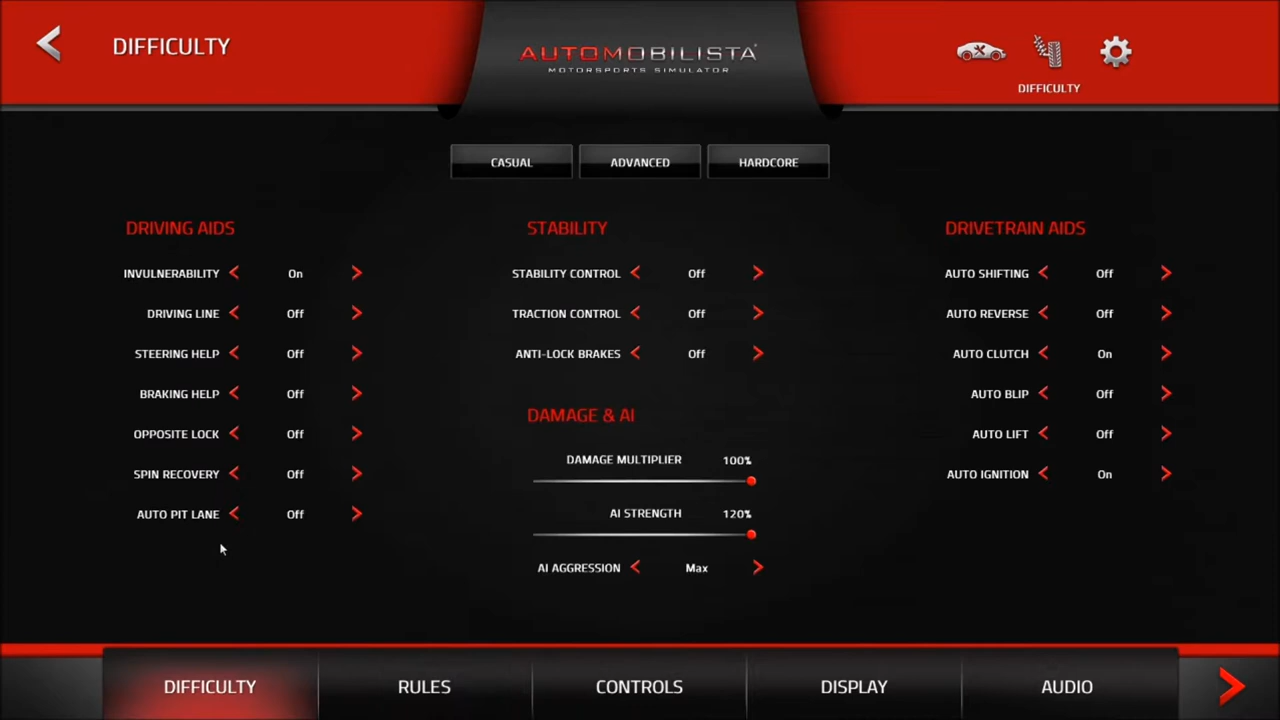 DIFFICULTY
AUTOMOBILISTA
MOTORSPORTS SIMULATOR
DIFFICULTY
CASUAL
ADVANCED
HARDCORE
DRIVING AIDS
INVULNERABILITY On
DRIVING LINE Off
STEERING HELP Off
BRAKING HELP Off
OPPOSITE LOCK Off
SPIN RECOVERY Off
AUTO PIT LANE Off
STABILITY
STABILITY CONTROL Off
TRACTION CONTROL Off
ANTI-LOCK BRAKES Off
DAMAGE & AI
DAMAGE MULTIPLIER 100%
AI STRENGTH 120%
AI AGGRESSION Max
DRIVETRAIN AIDS
AUTO SHIFTING Off
AUTO REVERSE Off
AUTO CLUTCH On
AUTO BLIP Off
AUTO LIFT Off
AUTO IGNITION On
DIFFICULTY
RULES
CONTROLS
DISPLAY
AUDIO